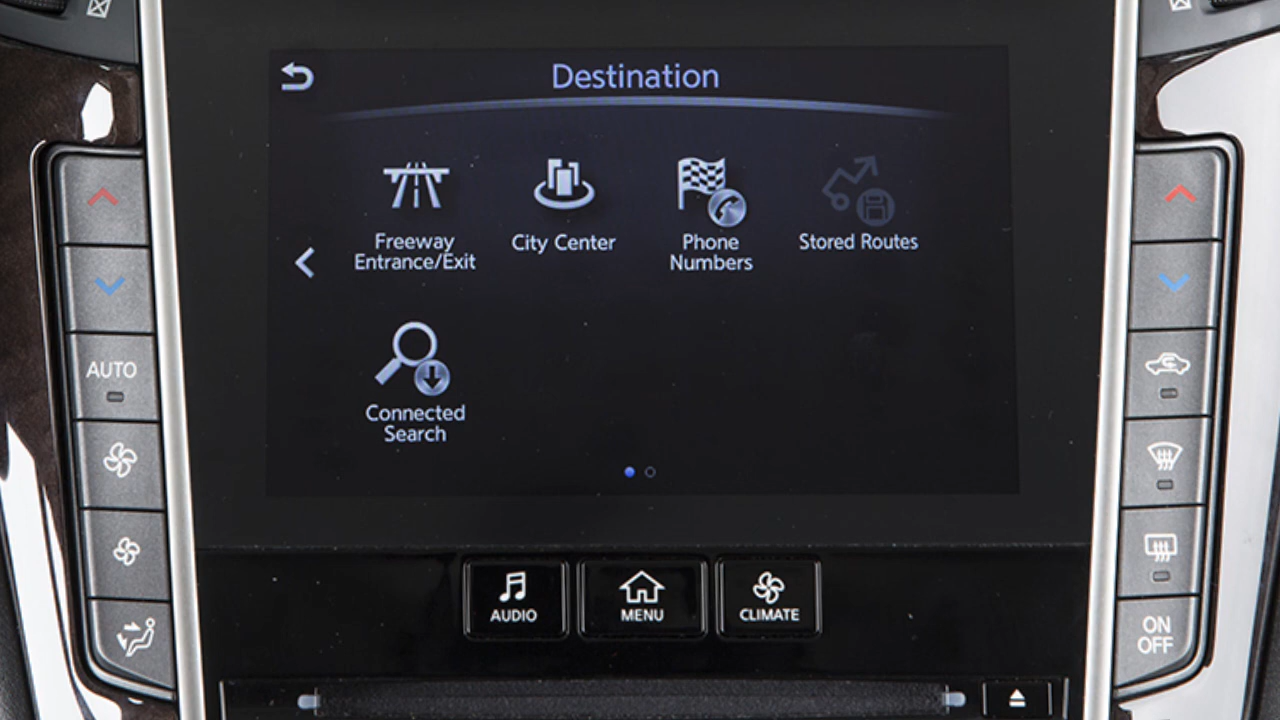 Destination
Freeway
Entrance/Exit
City Center
Phone
Numbers
Stored Routes
Connected
Search
AUTO
AUDIO
MENU
CLIMATE
ON
OFF